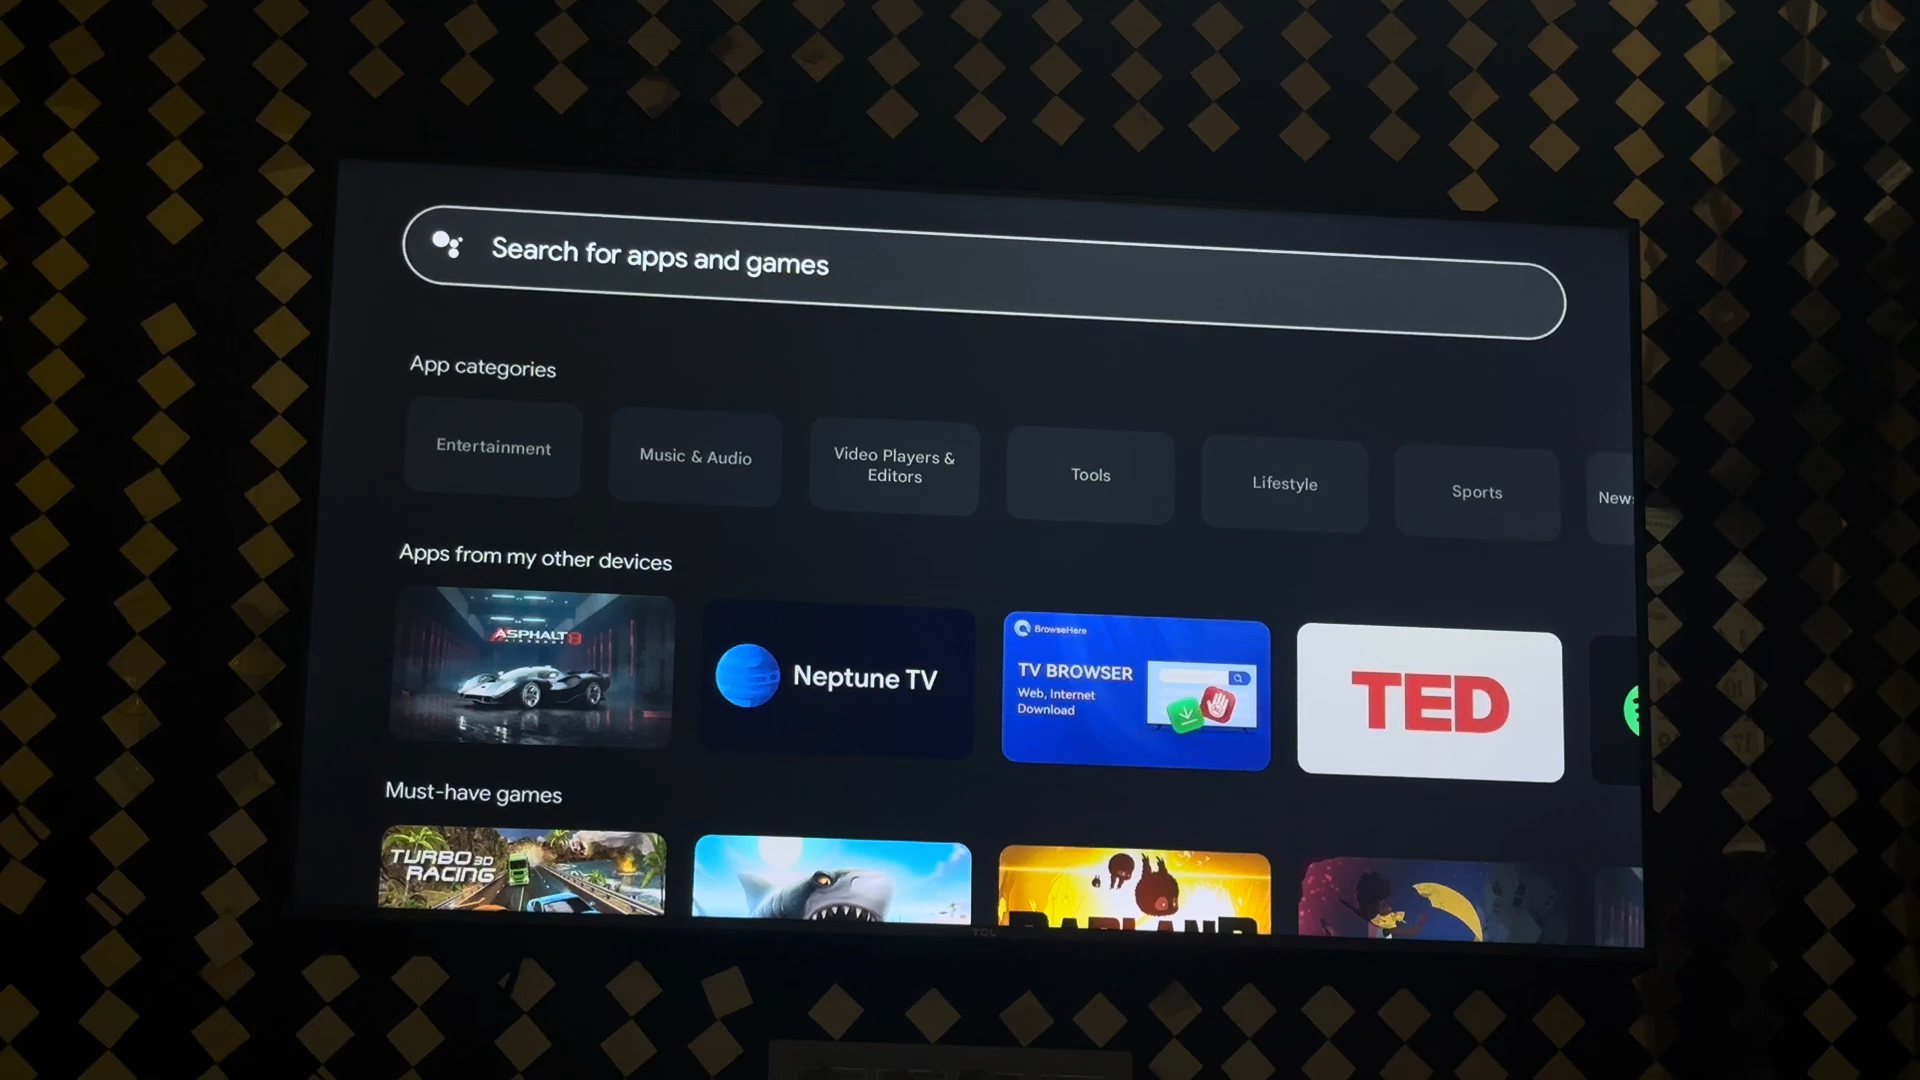 Search for apps and games
App categories
Entertainment
Music & Audio
Video Players &
Editors
Tools
Lifestyle
Sports
News
Apps from my other devices
ASPHALT 8
Neptune TV
BrowseHere
TV BROWSER
Web, Internet
Download
TED
Must-have games
TURBO 3D
RACING
TCL